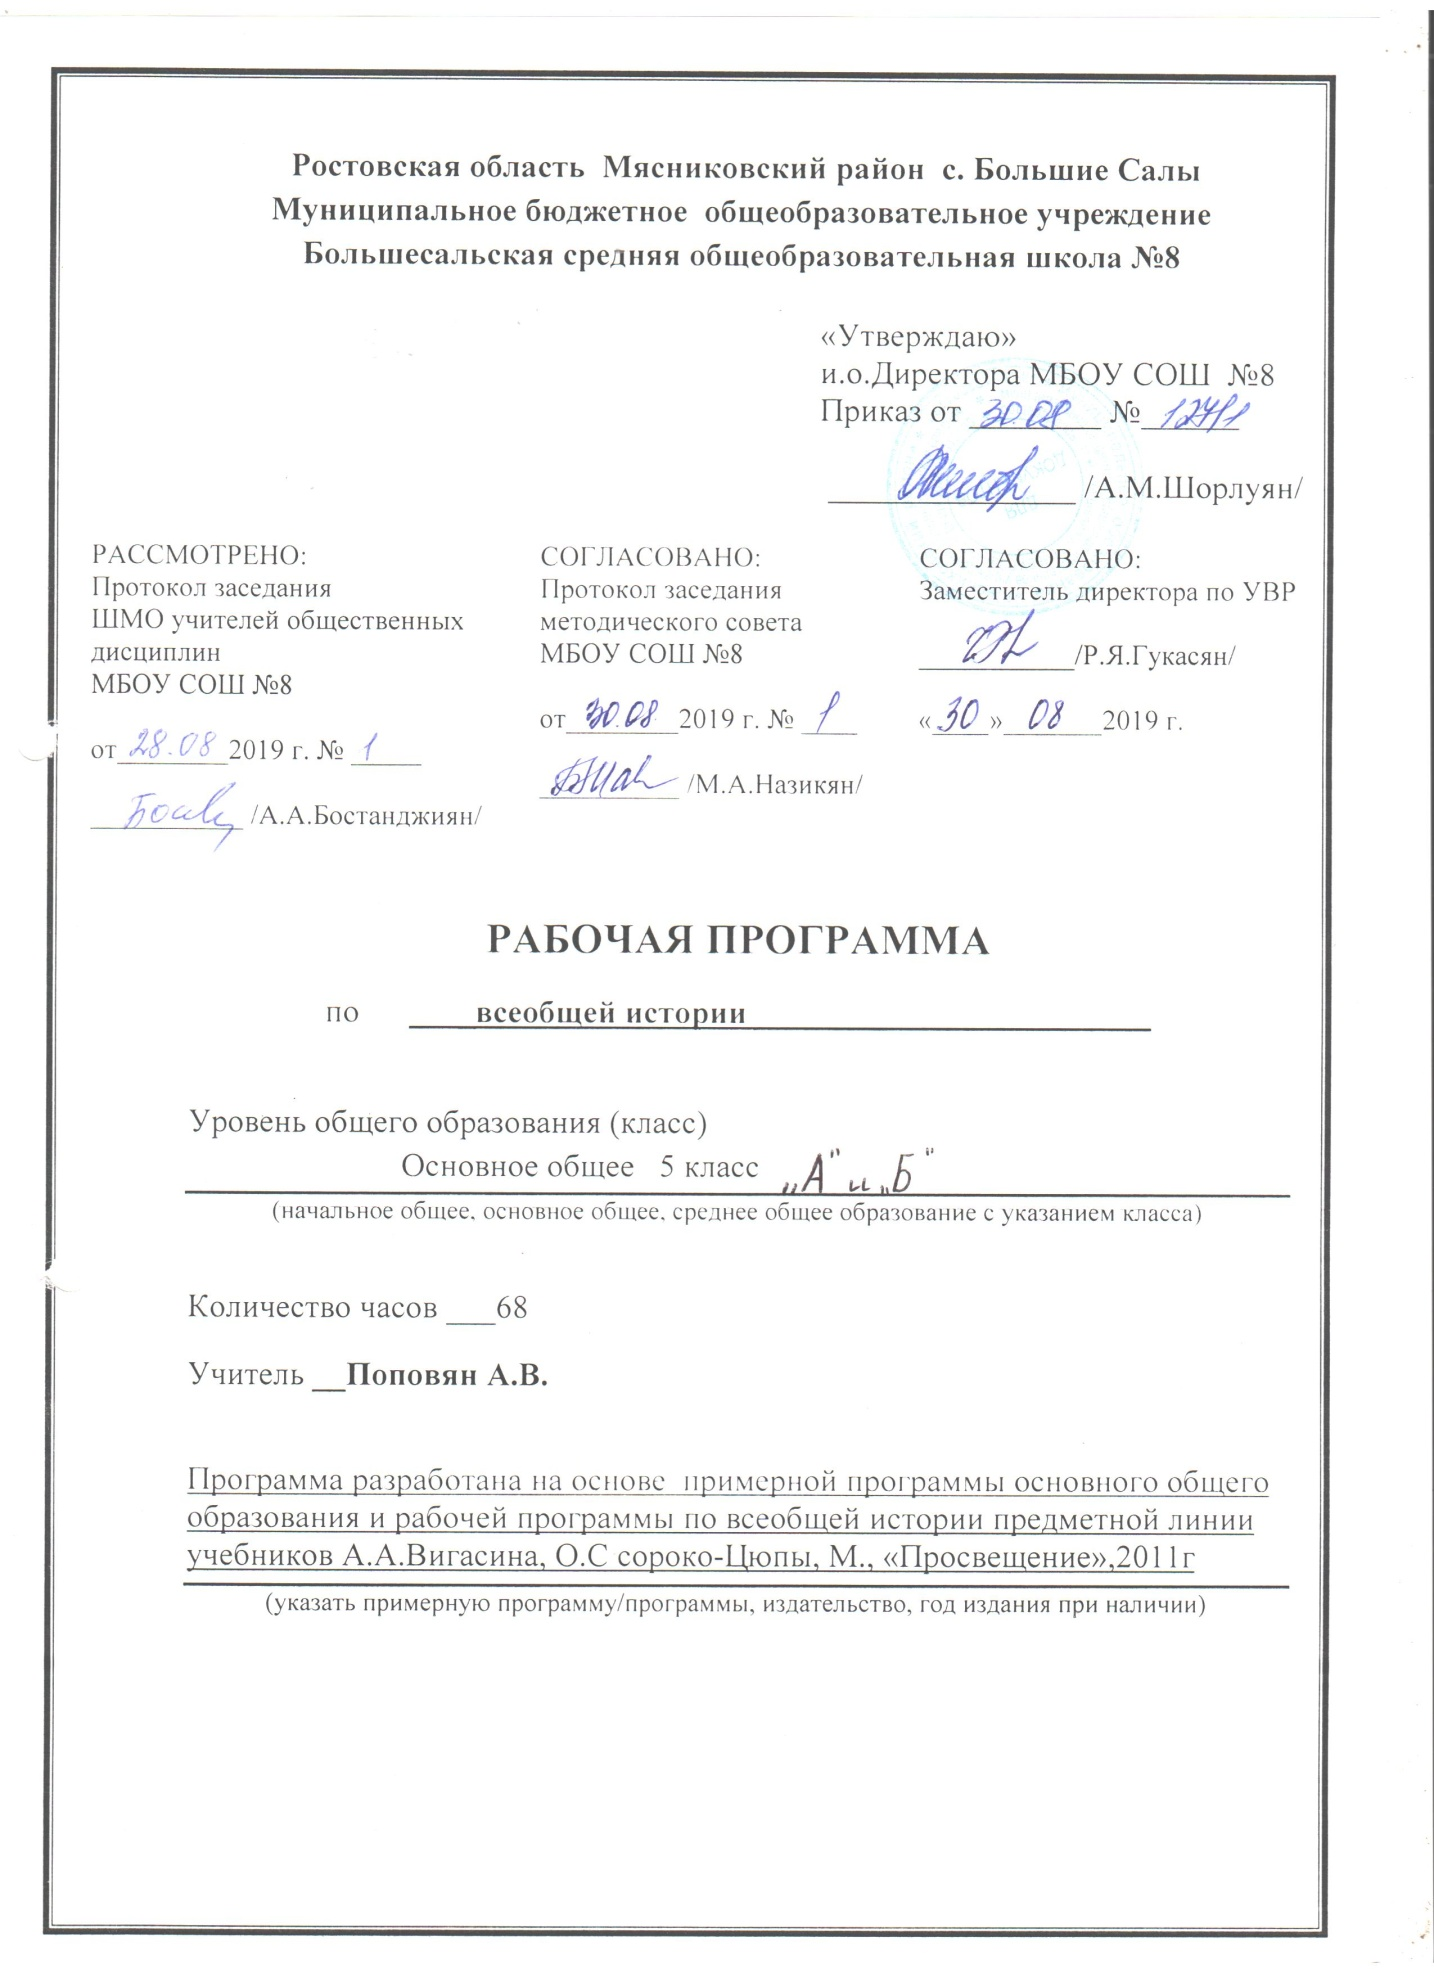 Ростовская область  Мясниковский район  с. Большие Салы
Муниципальное бюджетное  общеобразовательное учреждение
Большесальская средняя общеобразовательная школа №8
«Утверждаю»
и.о.Директора МБОУ СОШ  №8
Приказ от 30.08 № 127/1
/А.М.Шорлуян/
РАССМОТРЕНО:
Протокол заседания
ШМО учителей общественных
дисциплин
МБОУ СОШ №8
от 28.08 2019 г. № 1
/А.А.Бостанджиян/
СОГЛАСОВАНО:
Протокол заседания
методического совета
МБОУ СОШ №8
от 30.08 2019 г. № 1
/М.А.Назикян/
СОГЛАСОВАНО:
Заместитель директора по УВР
/Р.Я.Гукасян/
«30» 08 2019 г.
РАБОЧАЯ ПРОГРАММА
по всеобщей истории
Уровень общего образования (класс)
Основное общее   5 класс „А" и „Б"
(начальное общее, основное общее, среднее общее образование с указанием класса)
Количество часов ___68
Учитель __Поповян А.В.
Программа разработана на основе  примерной программы основного общего
образования и рабочей программы по всеобщей истории предметной линии
учебников А.А.Вигасина, О.С сороко-Цюпы, М., «Просвещение»,2011г
(указать примерную программу/программы, издательство, год издания при наличии)